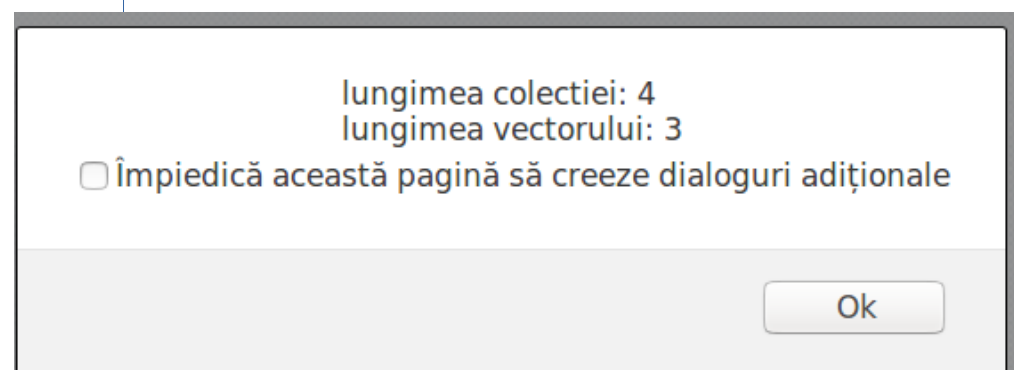 lungimea colectiei: 4
lungimea vectorului: 3
Împiedică această pagină să creeze dialoguri adiționale
Ok